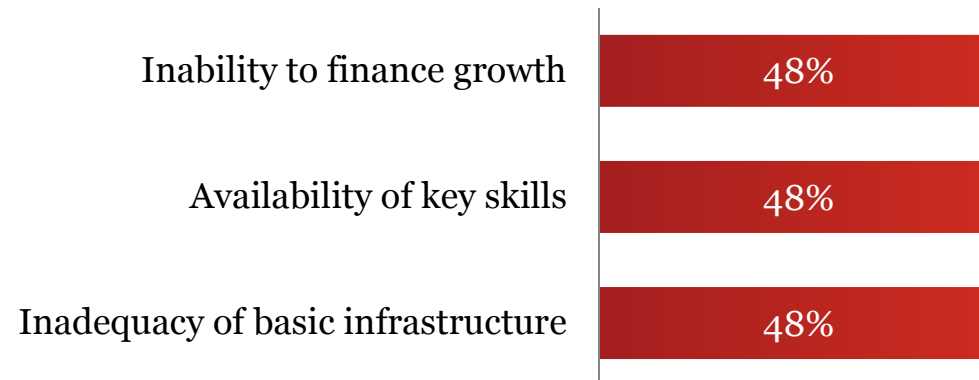 Inability to finance growth 48%
Availability of key skills 48%
Inadequacy of basic infrastructure 48%